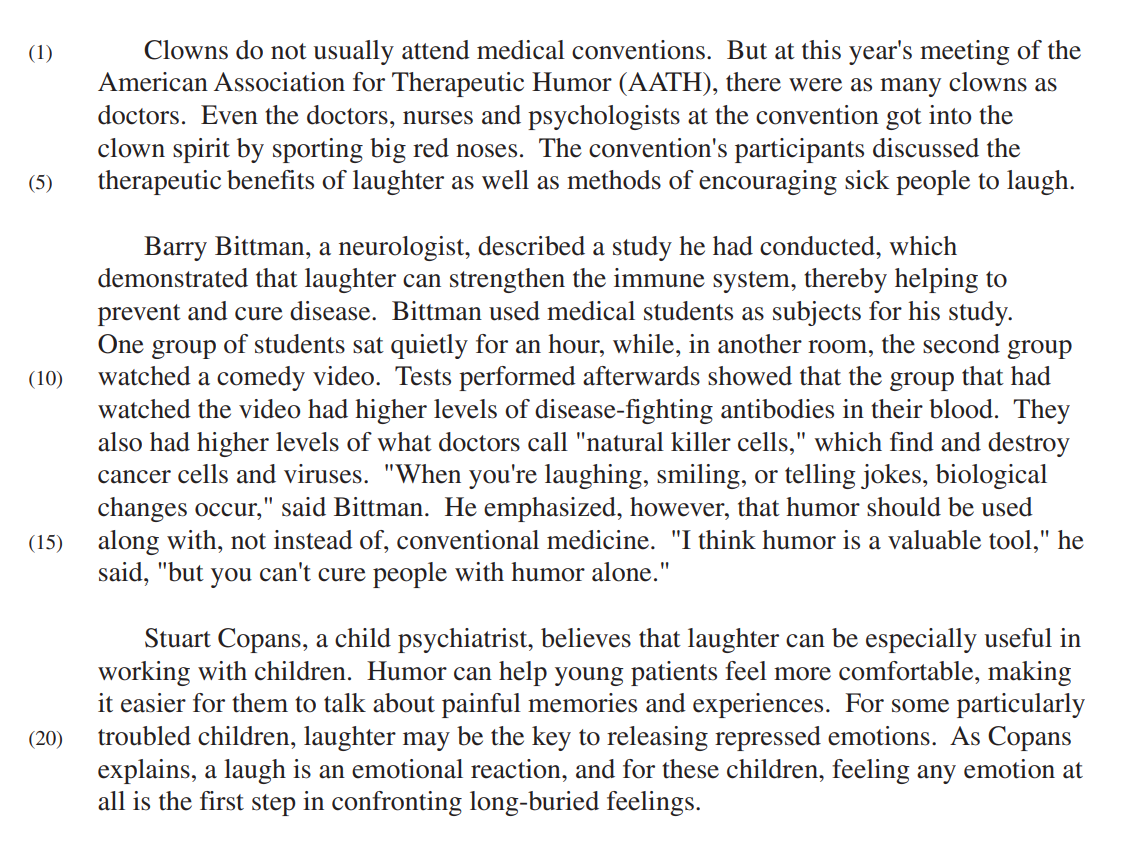 (1) Clowns do not usually attend medical conventions. But at this year's meeting of the
American Association for Therapeutic Humor (AATH), there were as many clowns as
doctors. Even the doctors, nurses and psychologists at the convention got into the
clown spirit by sporting big red noses. The convention's participants discussed the
(5) therapeutic benefits of laughter as well as methods of encouraging sick people to laugh.
Barry Bittman, a neurologist, described a study he had conducted, which
demonstrated that laughter can strengthen the immune system, thereby helping to
prevent and cure disease. Bittman used medical students as subjects for his study.
One group of students sat quietly for an hour, while, in another room, the second group
(10) watched a comedy video. Tests performed afterwards showed that the group that had
watched the video had higher levels of disease-fighting antibodies in their blood. They
also had higher levels of what doctors call "natural killer cells," which find and destroy
cancer cells and viruses. "When you're laughing, smiling, or telling jokes, biological
changes occur," said Bittman. He emphasized, however, that humor should be used
(15) along with, not instead of, conventional medicine. "I think humor is a valuable tool," he
said, "but you can't cure people with humor alone."
Stuart Copans, a child psychiatrist, believes that laughter can be especially useful in
working with children. Humor can help young patients feel more comfortable, making
it easier for them to talk about painful memories and experiences. For some particularly
(20) troubled children, laughter may be the key to releasing repressed emotions. As Copans
explains, a laugh is an emotional reaction, and for these children, feeling any emotion at
all is the first step in confronting long-buried feelings.